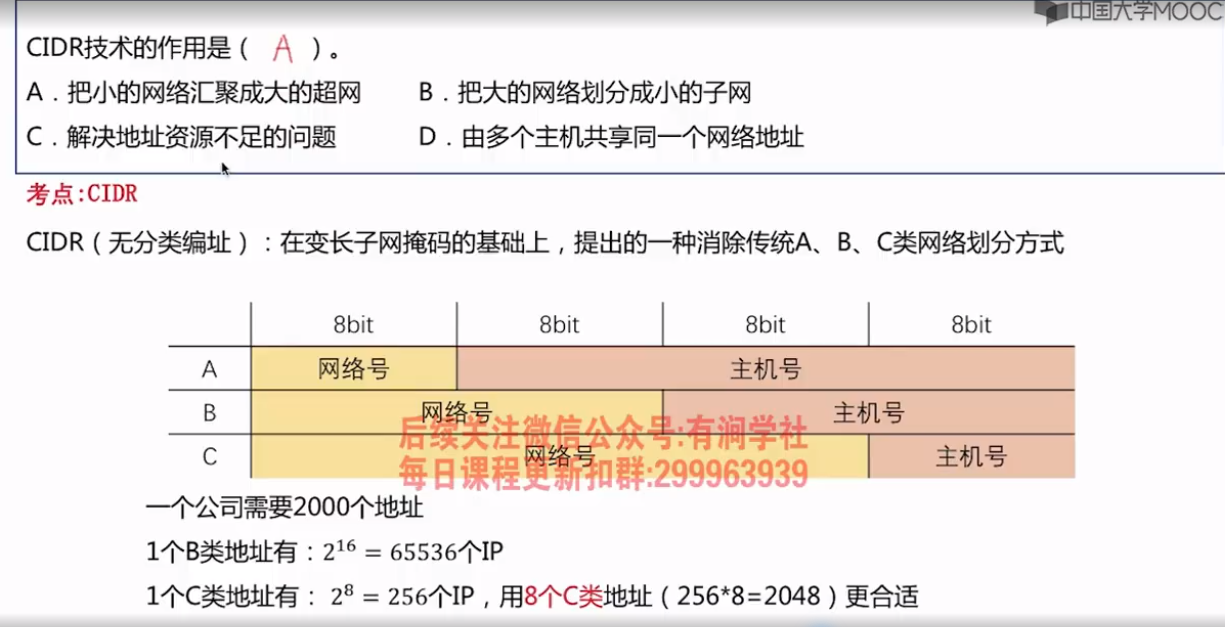 中国大学MOOC
CIDR技术的作用是（ A ）。
A．把小的网络汇聚成大的超网 B．把大的网络划分成小的子网
C．解决地址资源不足的问题 D．由多个主机共享同一个网络地址
考点:CIDR
CIDR（无分类编址）：在变长子网掩码的基础上，提出的一种消除传统A、B、C类网络划分方式
8bit 8bit 8bit 8bit
A 网络号 主机号
B 网络号 主机号
后续关注微信公众号:有涧学社
C 网络号 主机号
每日课程更新扣群:299963939
一个公司需要2000个地址
1个B类地址有：2¹⁶ = 65536个IP
1个C类地址有： 2⁸ = 256个IP，用8个C类地址（256*8=2048）更合适